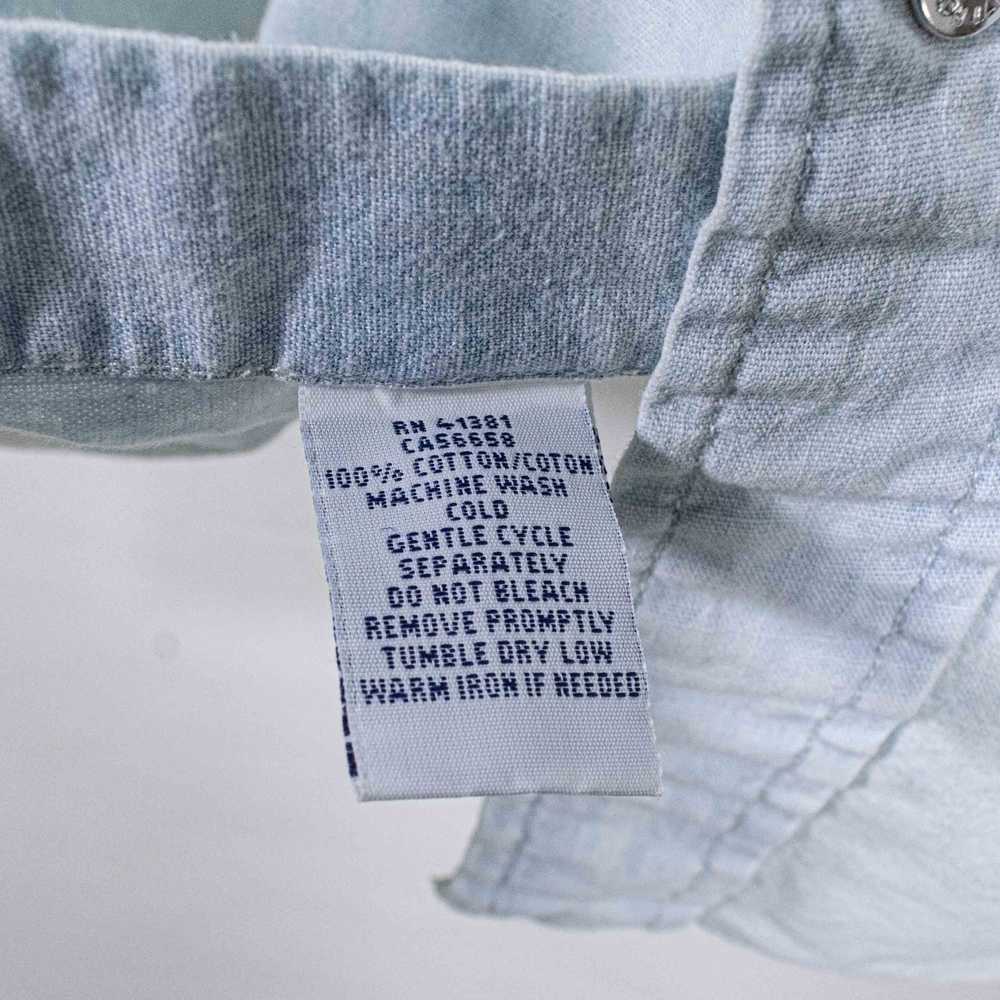 RN 41381
CA56658
100% COTTON/COTON
MACHINE WASH
COLD
GENTLE CYCLE
SEPARATELY
DO NOT BLEACH
REMOVE PROMPTLY
TUMBLE DRY LOW
WARM IRON IF NEEDED